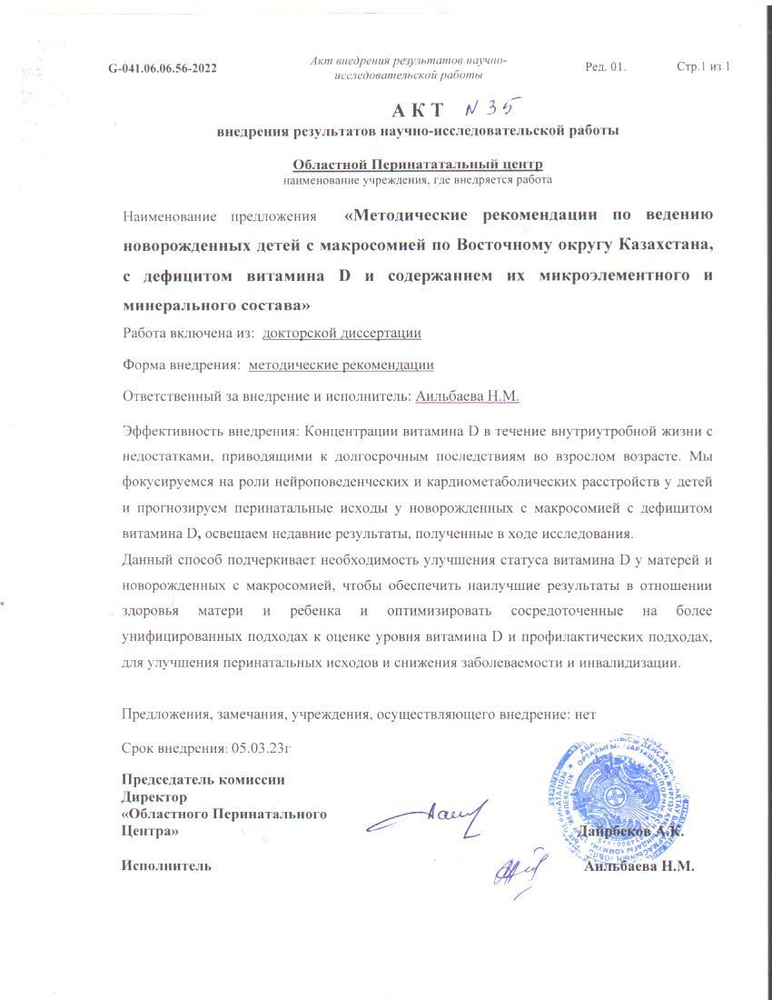 G-041.06.06.56-2022
Акт внедрения результатов научно-
исследовательской работы
Ред. 01.
Стр.1 из 1
А К Т N 35
внедрения результатов научно-исследовательской работы
Областной Перинататальный центр
наименование учреждения, где внедряется работа
Наименование предложения «Методические рекомендации по ведению
новорожденных детей с макросомией по Восточному округу Казахстана,
с дефицитом витамина D и содержанием их микроэлементного и
минерального состава»
Работа включена из: докторской диссертации
Форма внедрения: методические рекомендации
Ответственный за внедрение и исполнитель: Аильбаева Н.М.
Эффективность внедрения: Концентрации витамина D в течение внутриутробной жизни с
недостатками, приводящими к долгосрочным последствиям во взрослом возрасте. Мы
фокусируемся на роли нейроповеденческих и кардиометаболических расстройств у детей
и прогнозируем перинатальные исходы у новорожденных с макросомией с дефицитом
витамина D, освещаем недавние результаты, полученные в ходе исследования.
Данный способ подчеркивает необходимость улучшения статуса витамина D у матерей и
новорожденных с макросомией, чтобы обеспечить наилучшие результаты в отношении
здоровья матери и ребенка и оптимизировать сосредоточенные на более
унифицированных подходах к оценке уровня витамина D и профилактических подходах,
для улучшения перинатальных исходов и снижения заболеваемости и инвалидизации.
Предложения, замечания, учреждения, осуществляющего внедрение: нет
Срок внедрения: 05.03.23г
Председатель комиссии
Директор
«Областного Перинатального
Центра»
Дайрбеков А.К.
Исполнитель
Аильбаева Н.М.